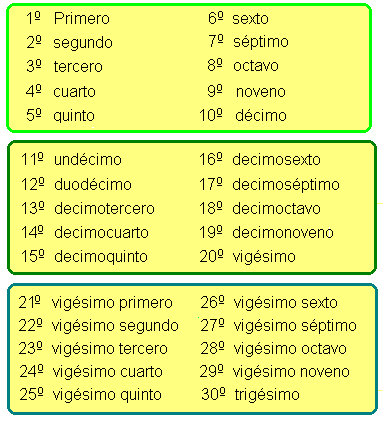 1º Primero 6º sexto
2º segundo 7º séptimo
3º tercero 8º octavo
4º cuarto 9º noveno
5º quinto 10º décimo
11º undécimo 16º decimosexto
12º duodécimo 17º decimoséptimo
13º decimotercero 18º decimoctavo
14º decimocuarto 19º decimonoveno
15º decimoquinto 20º vigésimo
21º vigésimo primero 26º vigésimo sexto
22º vigésimo segundo 27º vigésimo séptimo
23º vigésimo tercero 28º vigésimo octavo
24º vigésimo cuarto 29º vigésimo noveno
25º vigésimo quinto 30º trigésimo